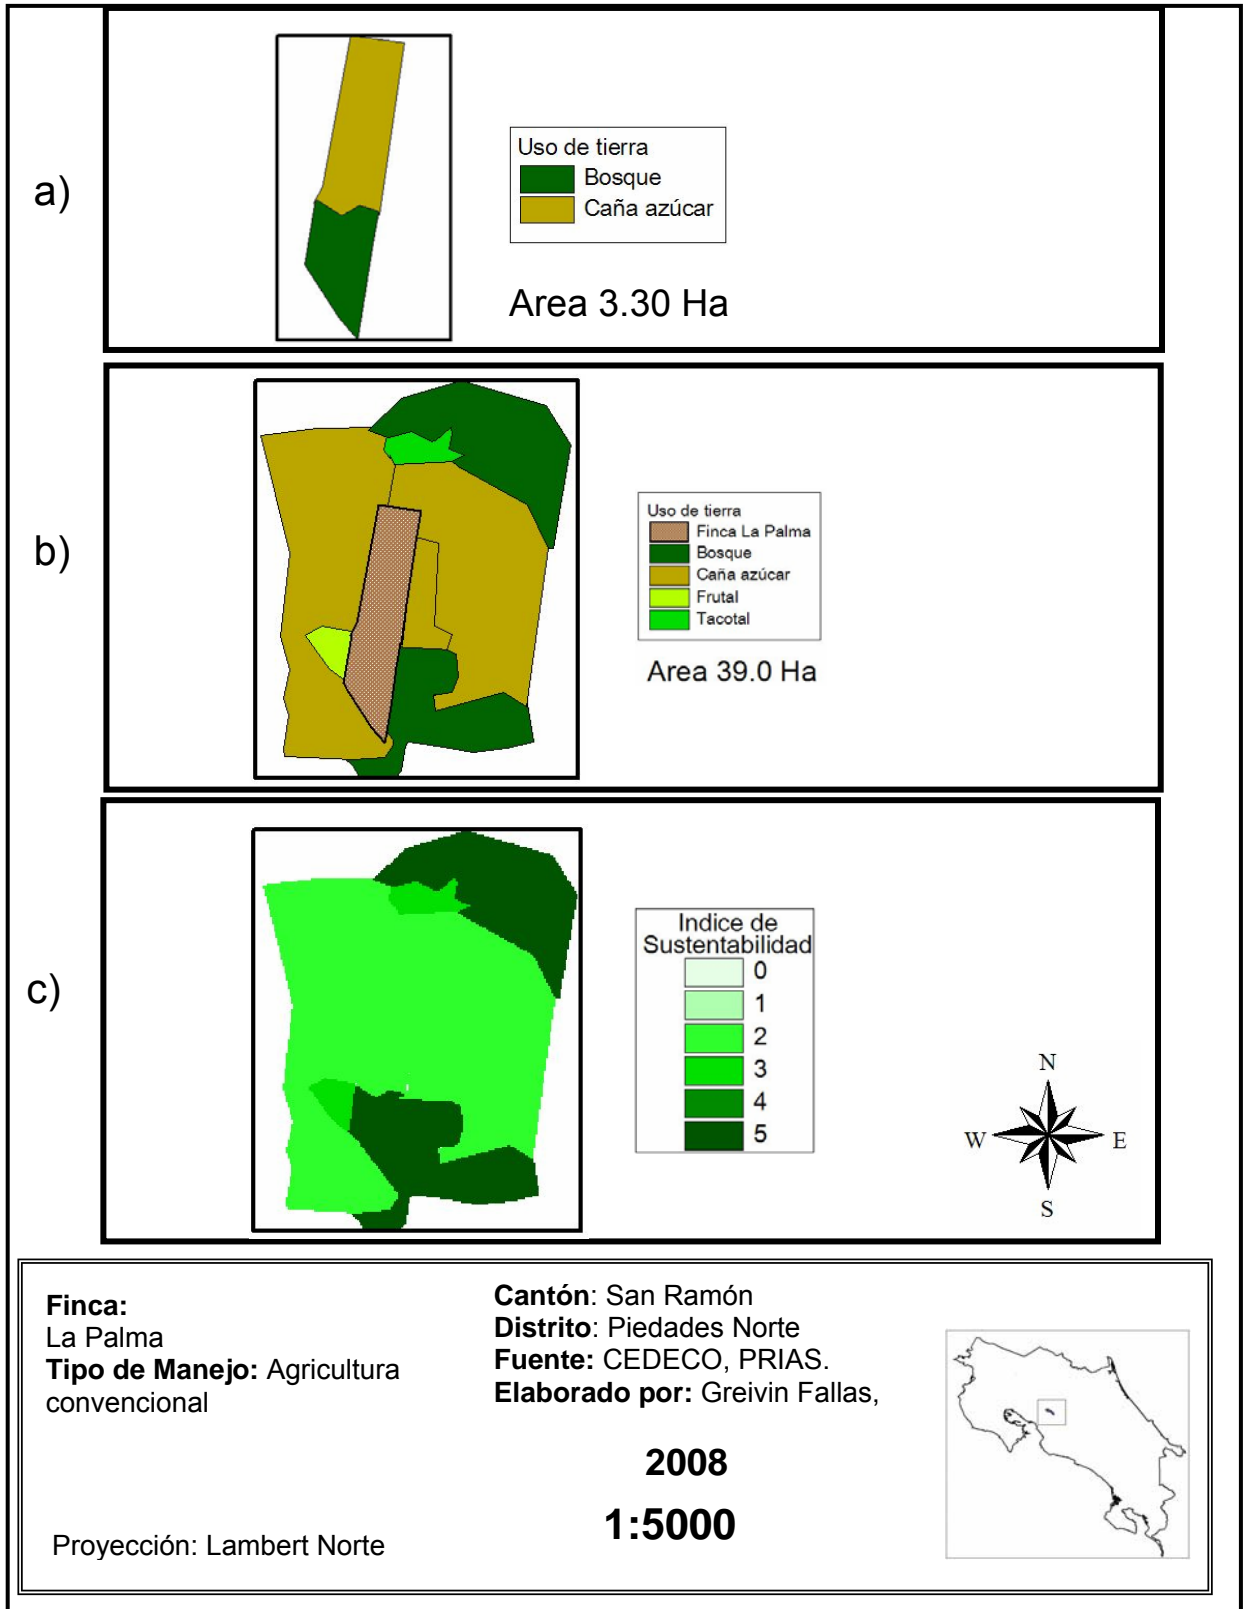 a)
Uso de tierra
Bosque
Caña azúcar
Area 3.30 Ha
b)
Uso de tierra
Finca La Palma
Bosque
Caña azúcar
Frutal
Tacotal
Area 39.0 Ha
c)
Indice de
Sustentabilidad
0
1
2
3
4
5
N
W E
S
Finca:
La Palma
Tipo de Manejo: Agricultura
convencional
Proyección: Lambert Norte
Cantón: San Ramón
Distrito: Piedades Norte
Fuente: CEDECO, PRIAS.
Elaborado por: Greivin Fallas,
2008
1:5000